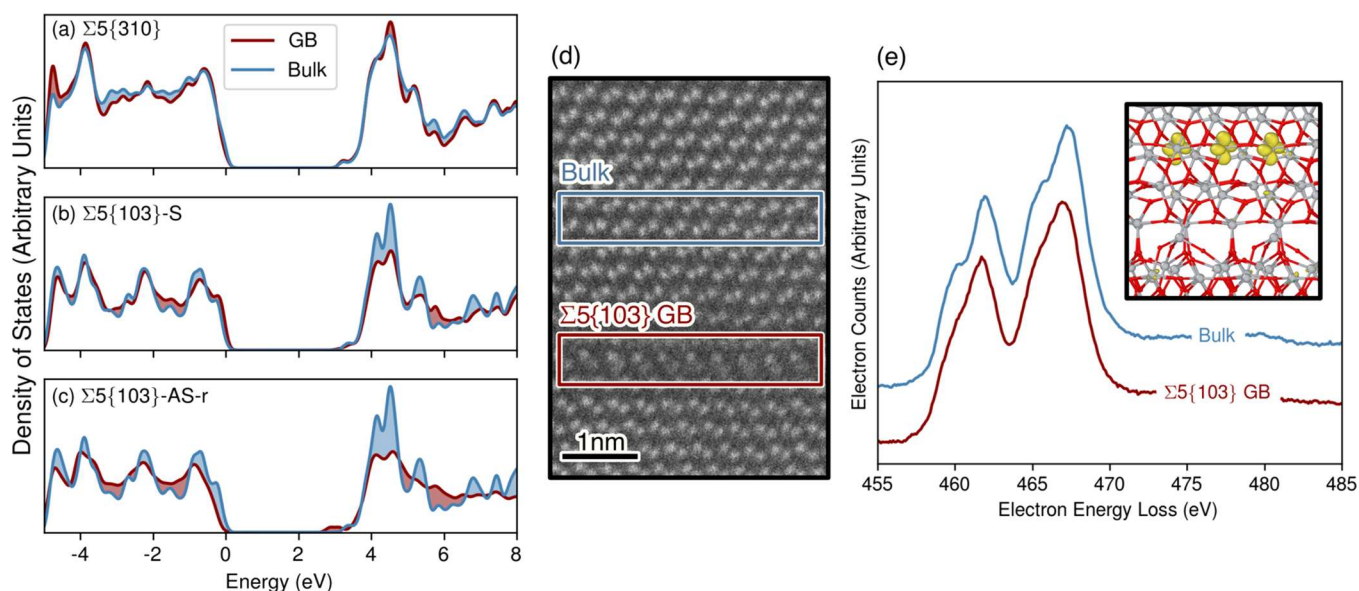 (a) Σ5{310}
GB
Bulk
(b) Σ5{103}-S
(c) Σ5{103}-AS-r
Density of States (Arbitrary Units)
-4 -2 0 2 4 6 8
Energy (eV)
(d)
Bulk
Σ5{103} GB
1nm
(e)
Electron Counts (Arbitrary Units)
Bulk
Σ5{103} GB
455 460 465 470 475 480 485
Electron Energy Loss (eV)